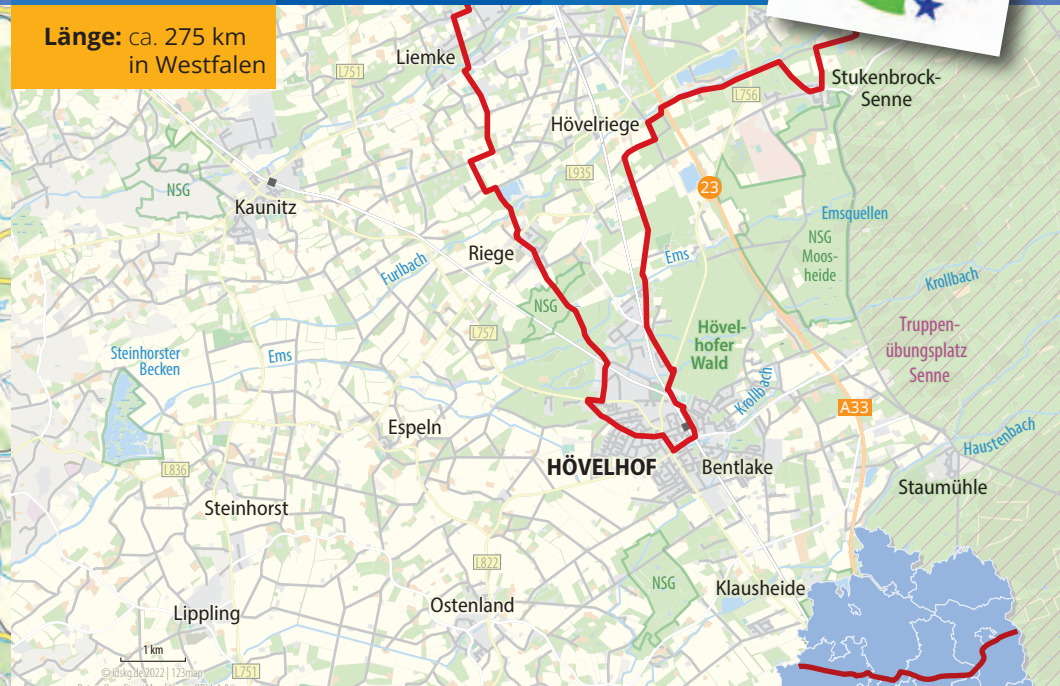 Länge: ca. 275 km
in Westfalen
Liemke
L751
Stukenbrock-
Senne
L756
Hövelriege
L935
23
NSG
Kaunitz
Emsquellen
NSG
Moos-
heide
Riege
Ems
Furlbach
Krollbach
NSG
L757
Hövel-
hofer
Wald
Truppen-
übungsplatz
Senne
Steinhorster
Becken
Ems
Krollbach
A33
Espeln
HÖVELHOF
Bentlake
Haustenbach
L836
Staumühle
Steinhorst
L822
NSG
Klausheide
Ostenland
Lippling
1 km
L751